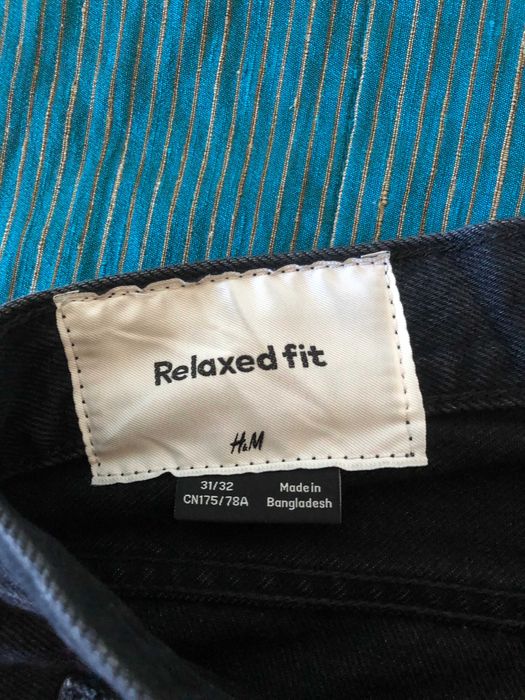 Relaxed fit
H&M
31/32
CN175/78A
Made in
Bangladesh